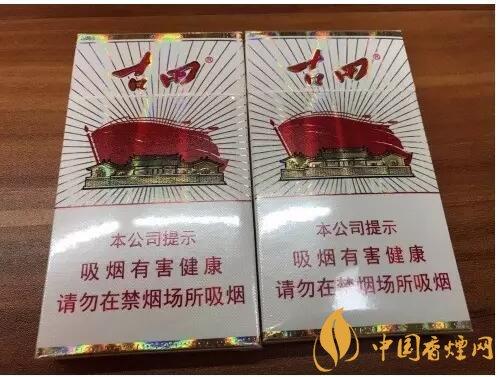 古田®
本公司提示
吸烟有害健康
请勿在禁烟场所吸烟
古田®
本公司提示
吸烟有害健康
请勿在禁烟场所吸烟
中国香烟网